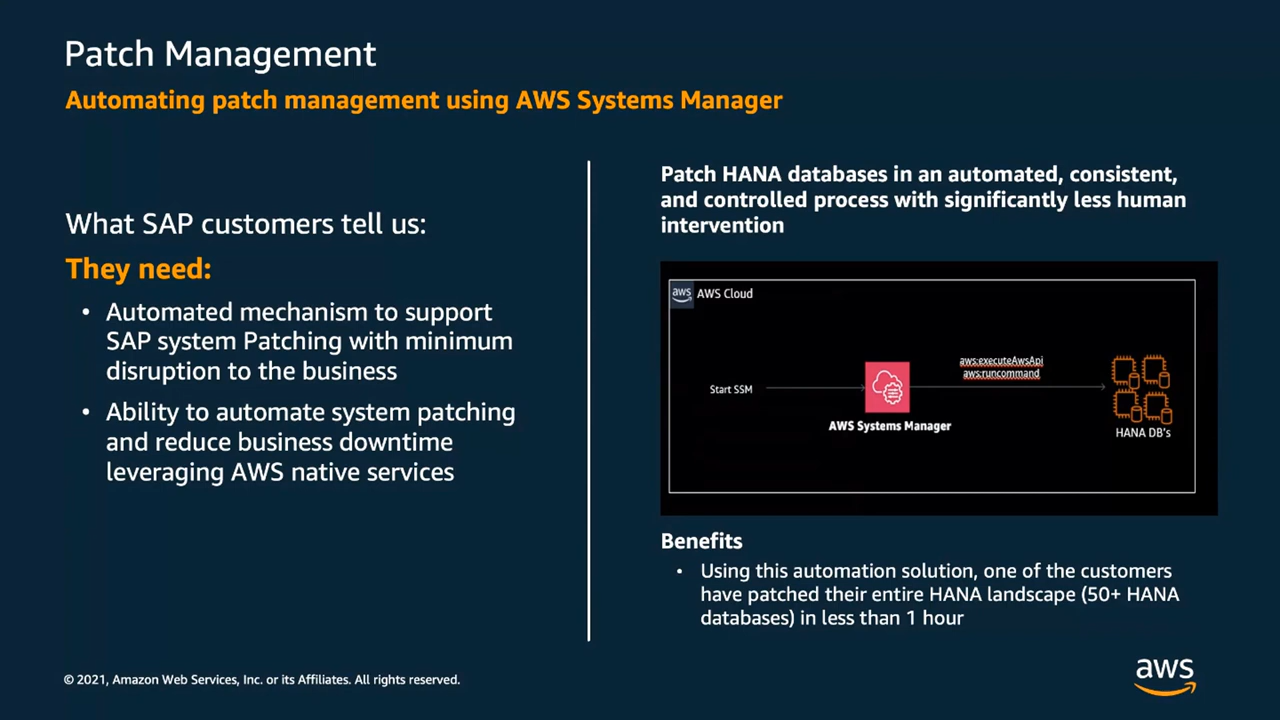 Patch Management
Automating patch management using AWS Systems Manager
What SAP customers tell us:
They need:
• Automated mechanism to support
SAP system Patching with minimum
disruption to the business
• Ability to automate system patching
and reduce business downtime
leveraging AWS native services
Patch HANA databases in an automated, consistent,
and controlled process with significantly less human
intervention
aws AWS Cloud
Start SSM
aws:executeAwsApi
aws:runcommand
AWS Systems Manager
HANA DB's
Benefits
• Using this automation solution, one of the customers
have patched their entire HANA landscape (50+ HANA
databases) in less than 1 hour
© 2021, Amazon Web Services, Inc. or its Affiliates. All rights reserved.
aws